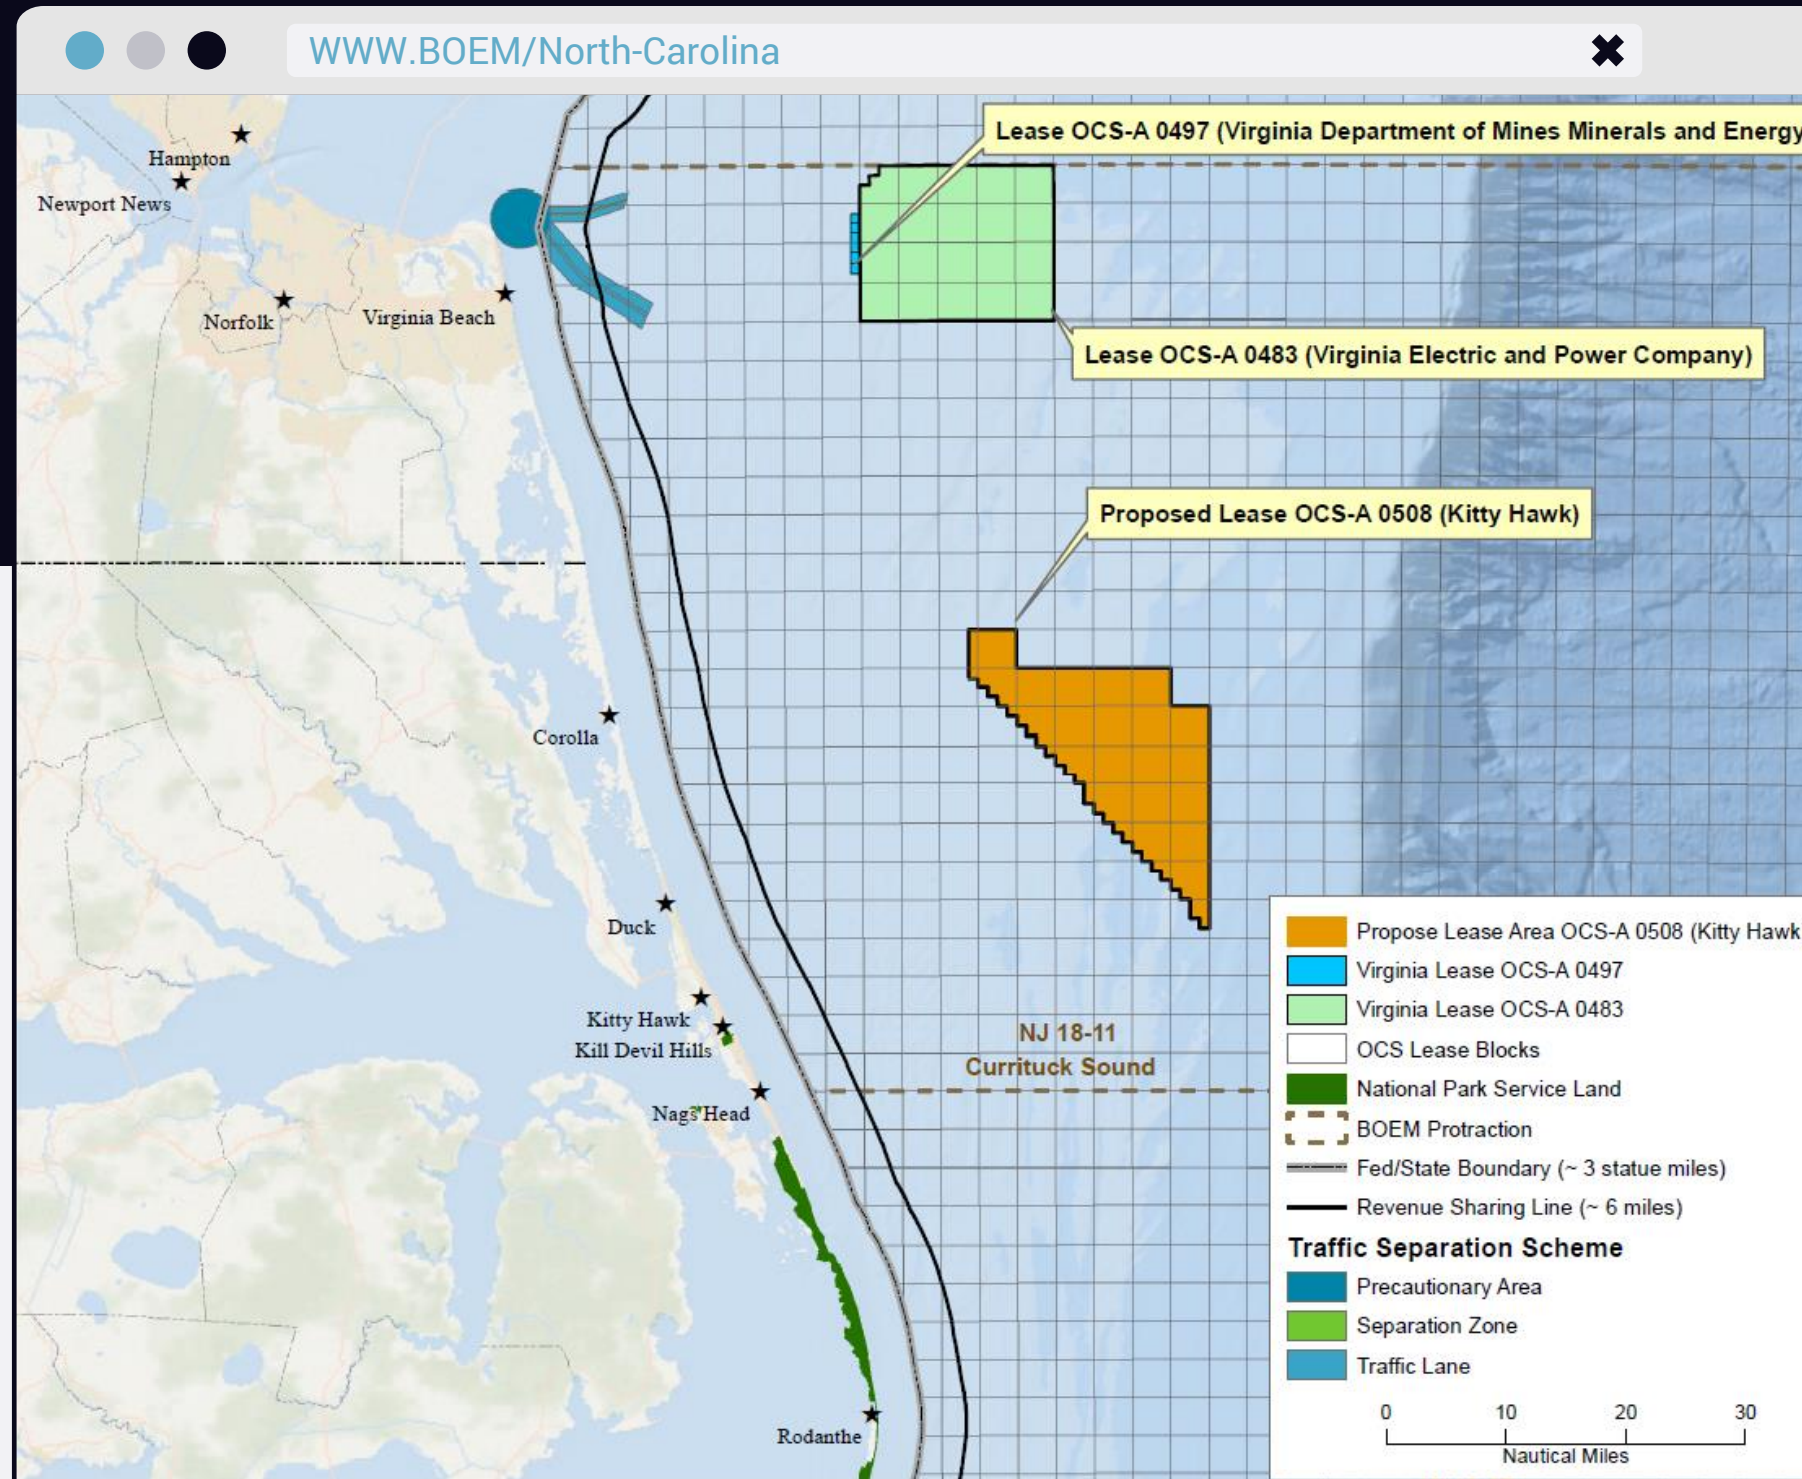 WWW.BOEM/North-Carolina
Lease OCS-A 0497 (Virginia Department of Mines Minerals and Energy
Hampton
Newport News
Norfolk
Virginia Beach
Lease OCS-A 0483 (Virginia Electric and Power Company)
Proposed Lease OCS-A 0508 (Kitty Hawk)
Corolla
Duck
Kitty Hawk
Kill Devil Hills
Nags Head
Rodanthe
NJ 18-11
Currituck Sound
Propose Lease Area OCS-A 0508 (Kitty Hawk
Virginia Lease OCS-A 0497
Virginia Lease OCS-A 0483
OCS Lease Blocks
National Park Service Land
BOEM Protraction
Fed/State Boundary (~ 3 statue miles)
Revenue Sharing Line (~ 6 miles)
Traffic Separation Scheme
Precautionary Area
Separation Zone
Traffic Lane
0 10 20 30
Nautical Miles